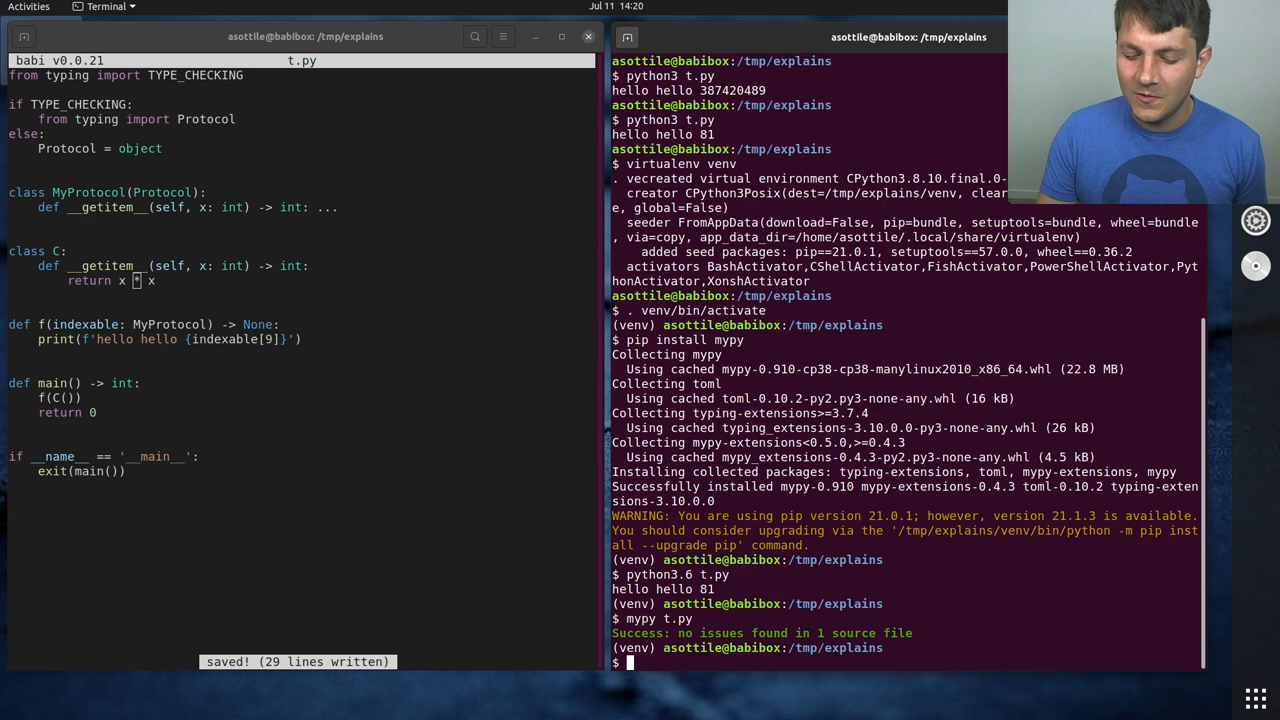 Activities
Terminal
Jul 11 14:20
asottile@babibox: /tmp/explains
babi v0.0.21 t.py
from typing import TYPE_CHECKING
if TYPE_CHECKING:
    from typing import Protocol
else:
    Protocol = object
class MyProtocol(Protocol):
    def __getitem__(self, x: int) -> int: ...
class C:
    def __getitem__(self, x: int) -> int:
        return x * x
def f(indexable: MyProtocol) -> None:
    print(f'hello hello {indexable[9]}')
def main() -> int:
    f(C())
    return 0
if __name__ == '__main__':
    exit(main())
saved! (29 lines written)
asottile@babibox: /tmp/explains
asottile@babibox:/tmp/explains
$ python3 t.py
hello hello 387420489
asottile@babibox:/tmp/explains
$ python3 t.py
hello hello 81
asottile@babibox:/tmp/explains
$ virtualenv venv
. vecreated virtual environment CPython3.8.10.final.0-
  creator CPython3Posix(dest=/tmp/explains/venv, clear
e, global=False)
  seeder FromAppData(download=False, pip=bundle, setuptools=bundle, wheel=bundle
, via=copy, app_data_dir=/home/asottile/.local/share/virtualenv)
    added seed packages: pip==21.0.1, setuptools==57.0.0, wheel==0.36.2
  activators BashActivator,CShellActivator,FishActivator,PowerShellActivator,Pyt
honActivator,XonshActivator
asottile@babibox:/tmp/explains
$ . venv/bin/activate
(venv) asottile@babibox:/tmp/explains
$ pip install mypy
Collecting mypy
  Using cached mypy-0.910-cp38-cp38-manylinux2010_x86_64.whl (22.8 MB)
Collecting toml
  Using cached toml-0.10.2-py2.py3-none-any.whl (16 kB)
Collecting typing-extensions>=3.7.4
  Using cached typing_extensions-3.10.0.0-py3-none-any.whl (26 kB)
Collecting mypy-extensions<0.5.0,>=0.4.3
  Using cached mypy_extensions-0.4.3-py2.py3-none-any.whl (4.5 kB)
Installing collected packages: typing-extensions, toml, mypy-extensions, mypy
Successfully installed mypy-0.910 mypy-extensions-0.4.3 toml-0.10.2 typing-exten
sions-3.10.0.0
WARNING: You are using pip version 21.0.1; however, version 21.1.3 is available.
You should consider upgrading via the '/tmp/explains/venv/bin/python -m pip inst
all --upgrade pip' command.
(venv) asottile@babibox:/tmp/explains
$ python3.6 t.py
hello hello 81
(venv) asottile@babibox:/tmp/explains
$ mypy t.py
Success: no issues found in 1 source file
(venv) asottile@babibox:/tmp/explains
$